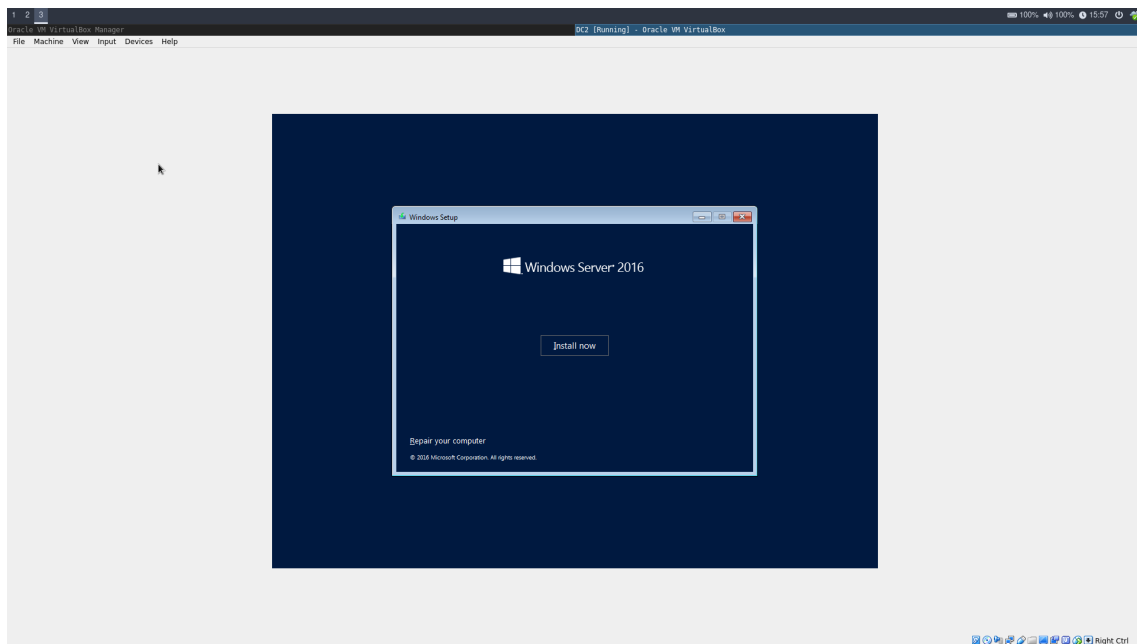 1 2 3
100% 100% 15:57
Oracle VM VirtualBox Manager
DC2 [Running] - Oracle VM VirtualBox
File Machine View Input Devices Help
Windows Setup
Windows Server® 2016
Install now
Repair your computer
© 2016 Microsoft Corporation. All rights reserved.
Right Ctrl